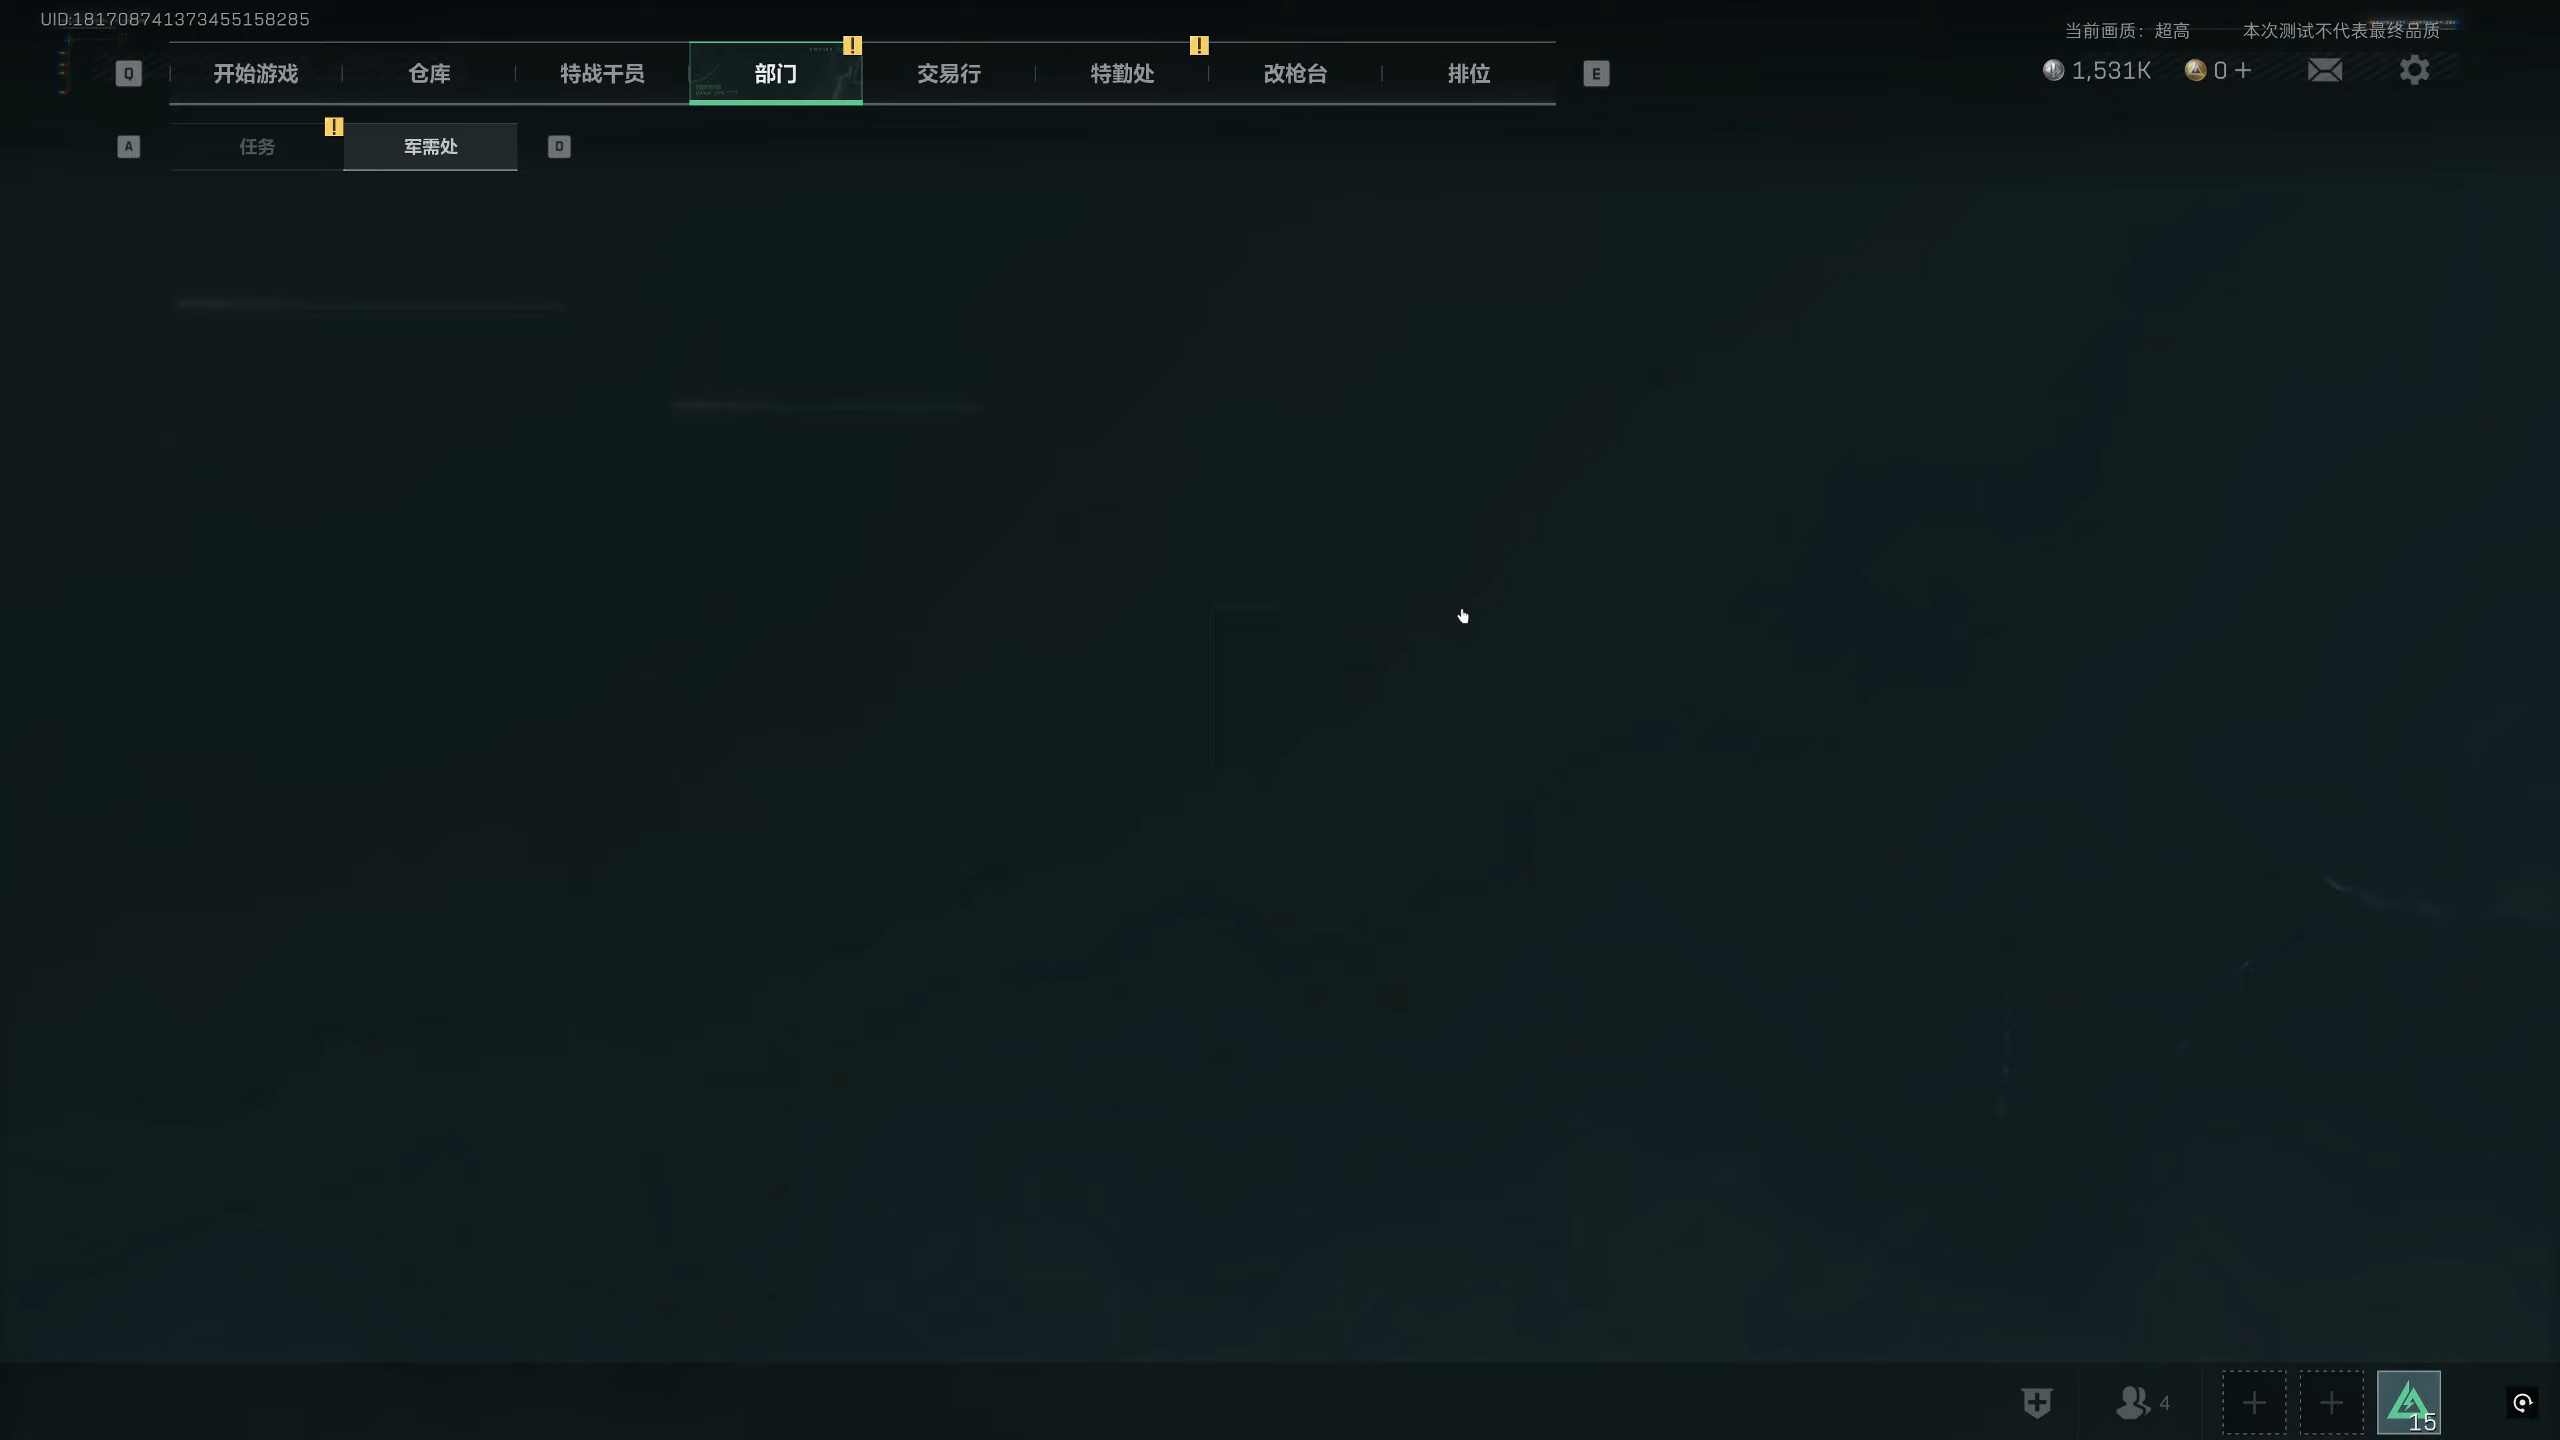 UID:181708741373455158285
当前画质：超高 本次测试不代表最终品质
Q 开始游戏 仓库 特战干员 部门 交易行 特勤处 改枪台 排位 E
1,531K 0 +
A 任务 军需处 D
4
15